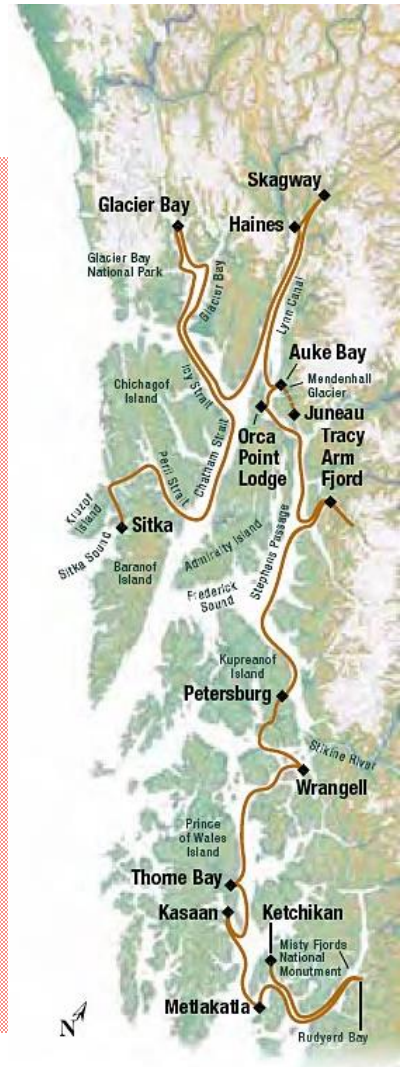 Skagway
Glacier Bay
Haines
Glacier Bay
National Park
Glacier Bay
Lynn Canal
Auke Bay
Mendenhall
Glacier
Icy Strait
Chichagof
Island
Juneau
Orca
Point
Lodge
Tracy
Arm
Fjord
Chatham Strait
Peril Strait
Kruzof
Island
Sitka
Sitka Sound
Baranof
Island
Admiralty Island
Frederick
Sound
Stephens Passage
Kupreanof
Island
Petersburg
Stikine River
Wrangell
Prince
of Wales
Island
Thorne Bay
Kasaan
Ketchikan
Misty Fjords
National
Monutment
Metlakatla
Rudyerd Bay
N